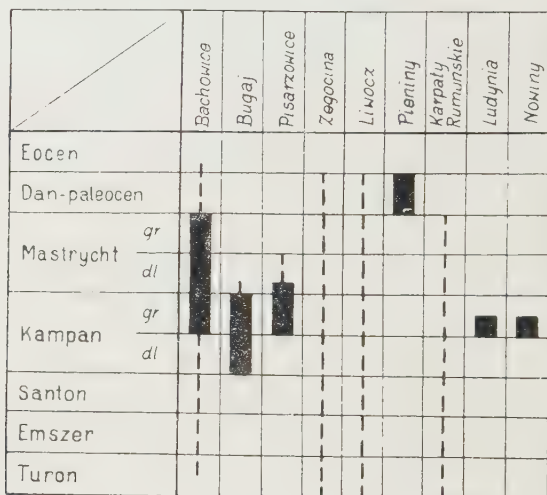 Bachowice
Bugaj
Pisarzowice
Żegocina
Liwocz
Pieniny
Karpaty
Rumuńskie
Ludynia
Nowiny
Eocen
Dan-paleocen
Mastrycht
gr
dl
Kampan
gr
dl
Santon
Emszer
Turon